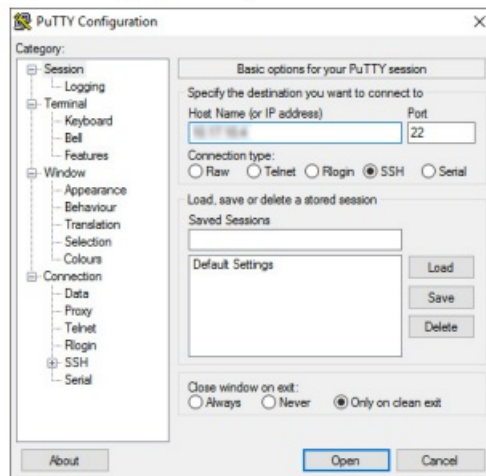 PuTTY Configuration
Category:
Session
Logging
Terminal
Keyboard
Bell
Features
Window
Appearance
Behaviour
Translation
Selection
Colours
Connection
Data
Proxy
Telnet
Rlogin
SSH
Serial
Basic options for your PuTTY session
Specify the destination you want to connect to
Host Name (or IP address) Port
22
Connection type:
Raw Telnet Rlogin SSH Serial
Load, save or delete a stored session
Saved Sessions
Default Settings
Load
Save
Delete
Close window on exit:
Always Never Only on clean exit
About Open Cancel